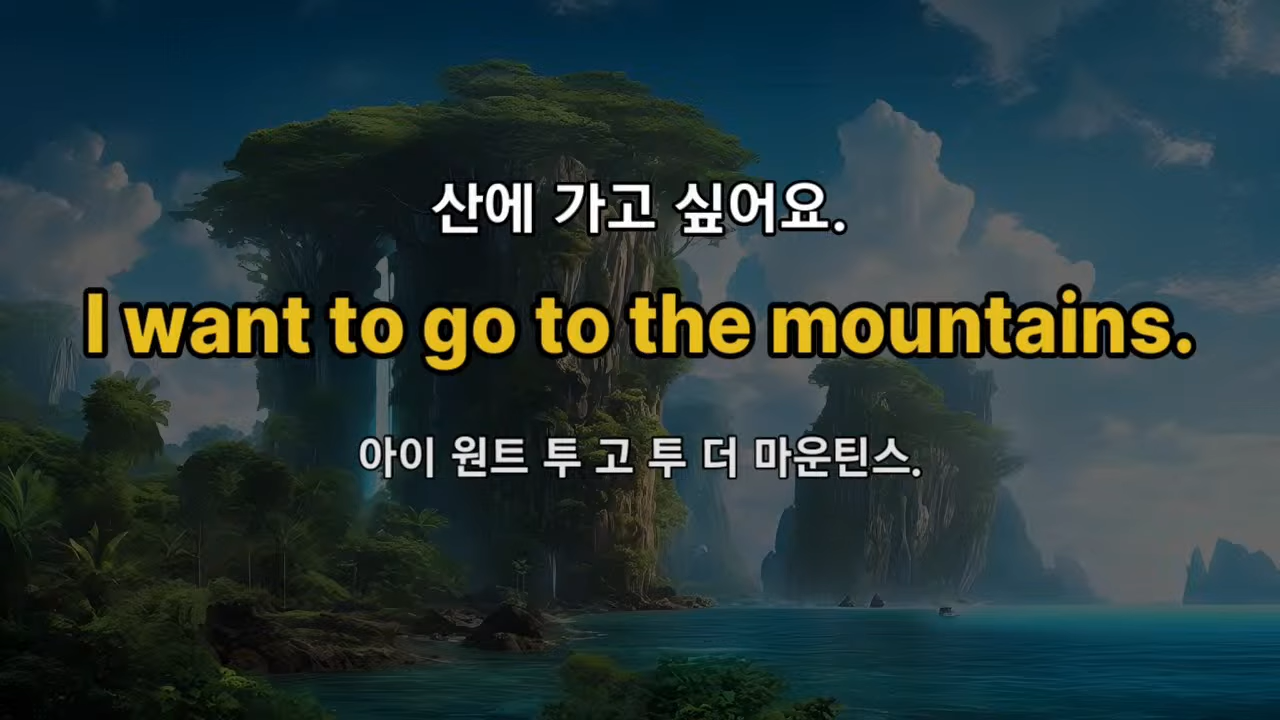 산에 가고 싶어요.
I want to go to the mountains.
아이 원트 투 고 투 더 마운틴스.